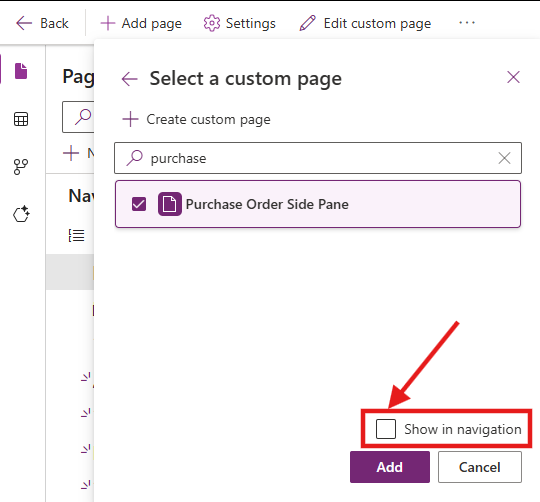 Back
Add page
Settings
Edit custom page
Pag
Select a custom page
Create custom page
N
purchase
Purchase Order Side Pane
Nav
Show in navigation
Add
Cancel